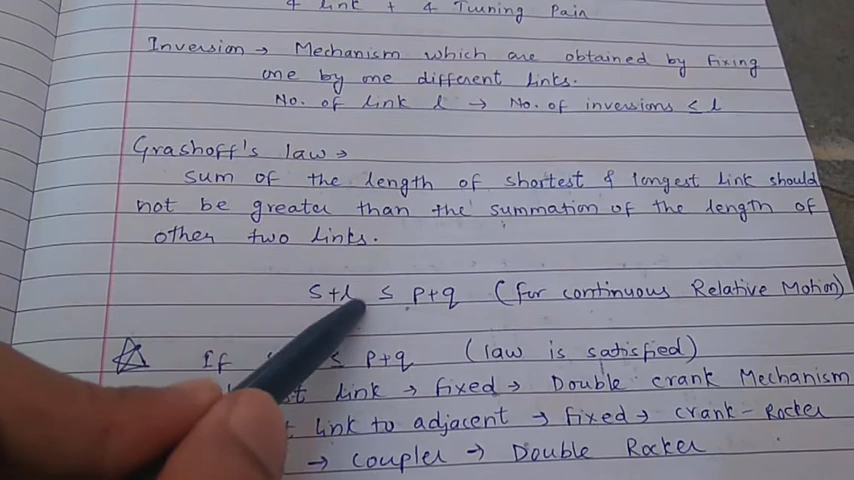 4 link + 4 Turning Pair
Inversion → Mechanism which are obtained by fixing
one by one different links.
No. of link l → No. of inversions ≤ l
Grashoff's law →
sum of the length of shortest & longest link should
not be greater than the summation of the length of
other two links.
s+l ≤ p+q (for continuous Relative Motion)
☆ If ≤ p+q (law is satisfied)
link → fixed → Double crank Mechanism
link to adjacent → fixed → crank-Rocker
→ coupler → Double Rocker